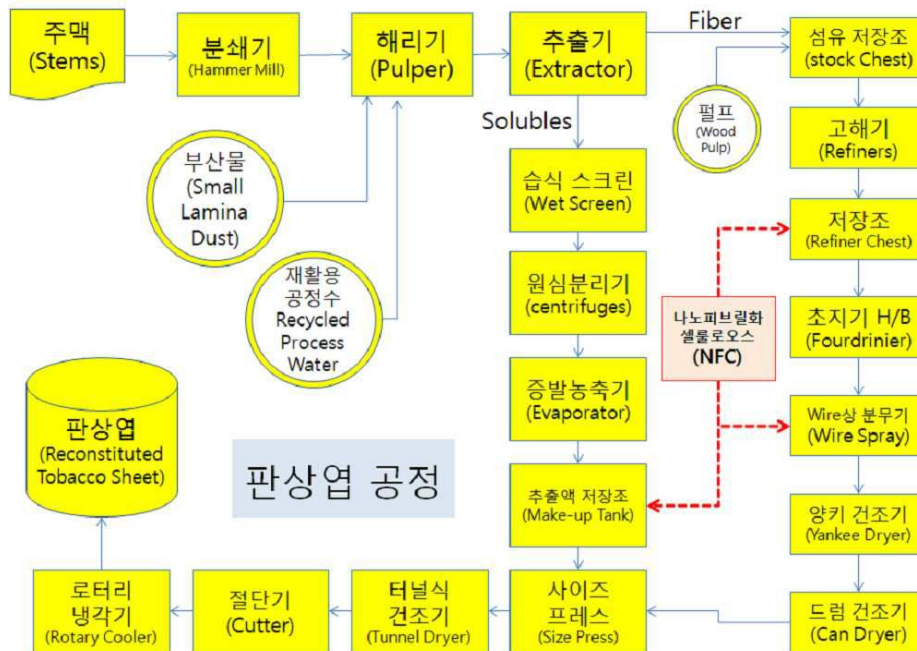 주맥
(Stems)
분쇄기
(Hammer Mill)
해리기
(Pulper)
추출기
(Extractor)
Fiber
섬유 저장조
(stock Chest)
Solubles
펄프
(Wood
Pulp)
고해기
(Refiners)
부산물
(Small
Lamina
Dust)
습식 스크린
(Wet Screen)
저장조
(Refiner Chest)
재활용
공정수
Recycled
Process
Water
원심분리기
(centrifuges)
나노피브릴화
셀룰로오스
(NFC)
초지기 H/B
(Fourdrinier)
증발농축기
(Evaporator)
Wire상 분무기
(Wire Spray)
판상엽
(Reconstituted
Tobacco Sheet)
판상엽 공정
추출액 저장조
(Make-up Tank)
양키 건조기
(Yankee Dryer)
로터리
냉각기
(Rotary Cooler)
절단기
(Cutter)
터널식
건조기
(Tunnel Dryer)
사이즈
프레스
(Size Press)
드럼 건조기
(Can Dryer)